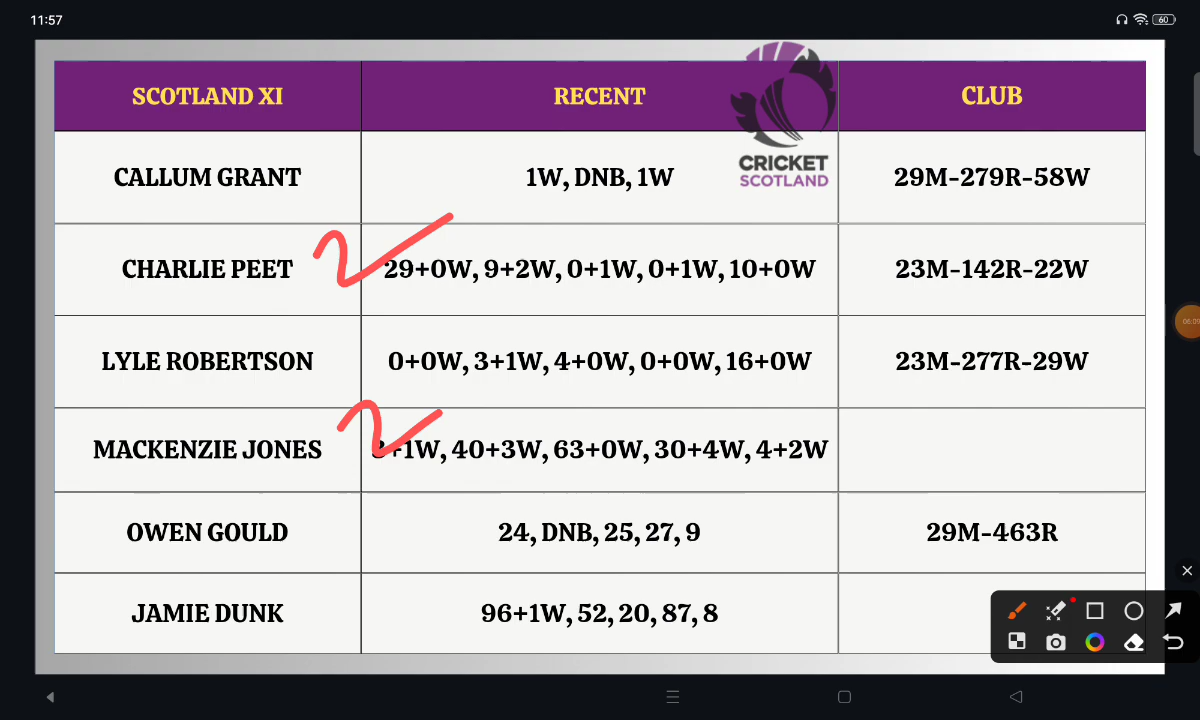 11:57
60
SCOTLAND XI RECENT CLUB
CRICKET
SCOTLAND
CALLUM GRANT 1W, DNB, 1W 29M-279R-58W
CHARLIE PEET 29+0W, 9+2W, 0+1W, 0+1W, 10+0W 23M-142R-22W
LYLE ROBERTSON 0+0W, 3+1W, 4+0W, 0+0W, 16+0W 23M-277R-29W
MACKENZIE JONES +1W, 40+3W, 63+0W, 30+4W, 4+2W
OWEN GOULD 24, DNB, 25, 27, 9 29M-463R
JAMIE DUNK 96+1W, 52, 20, 87, 8